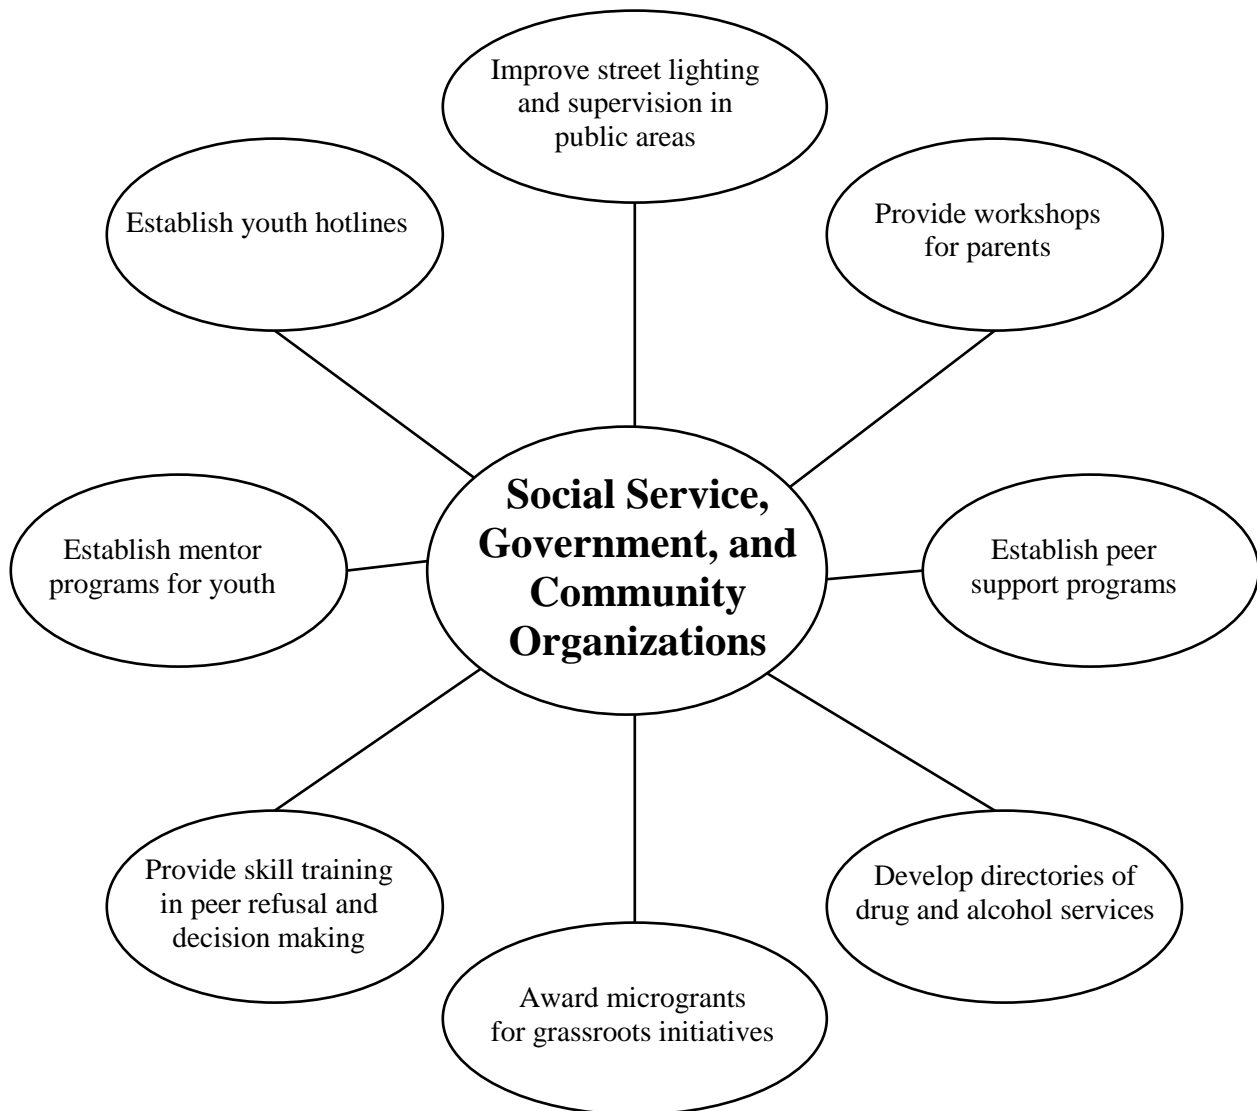 Improve street lighting
and supervision in
public areas
Establish youth hotlines
Provide workshops
for parents
Social Service,
Government, and
Community
Organizations
Establish mentor
programs for youth
Establish peer
support programs
Provide skill training
in peer refusal and
decision making
Develop directories of
drug and alcohol services
Award microgrants
for grassroots initiatives